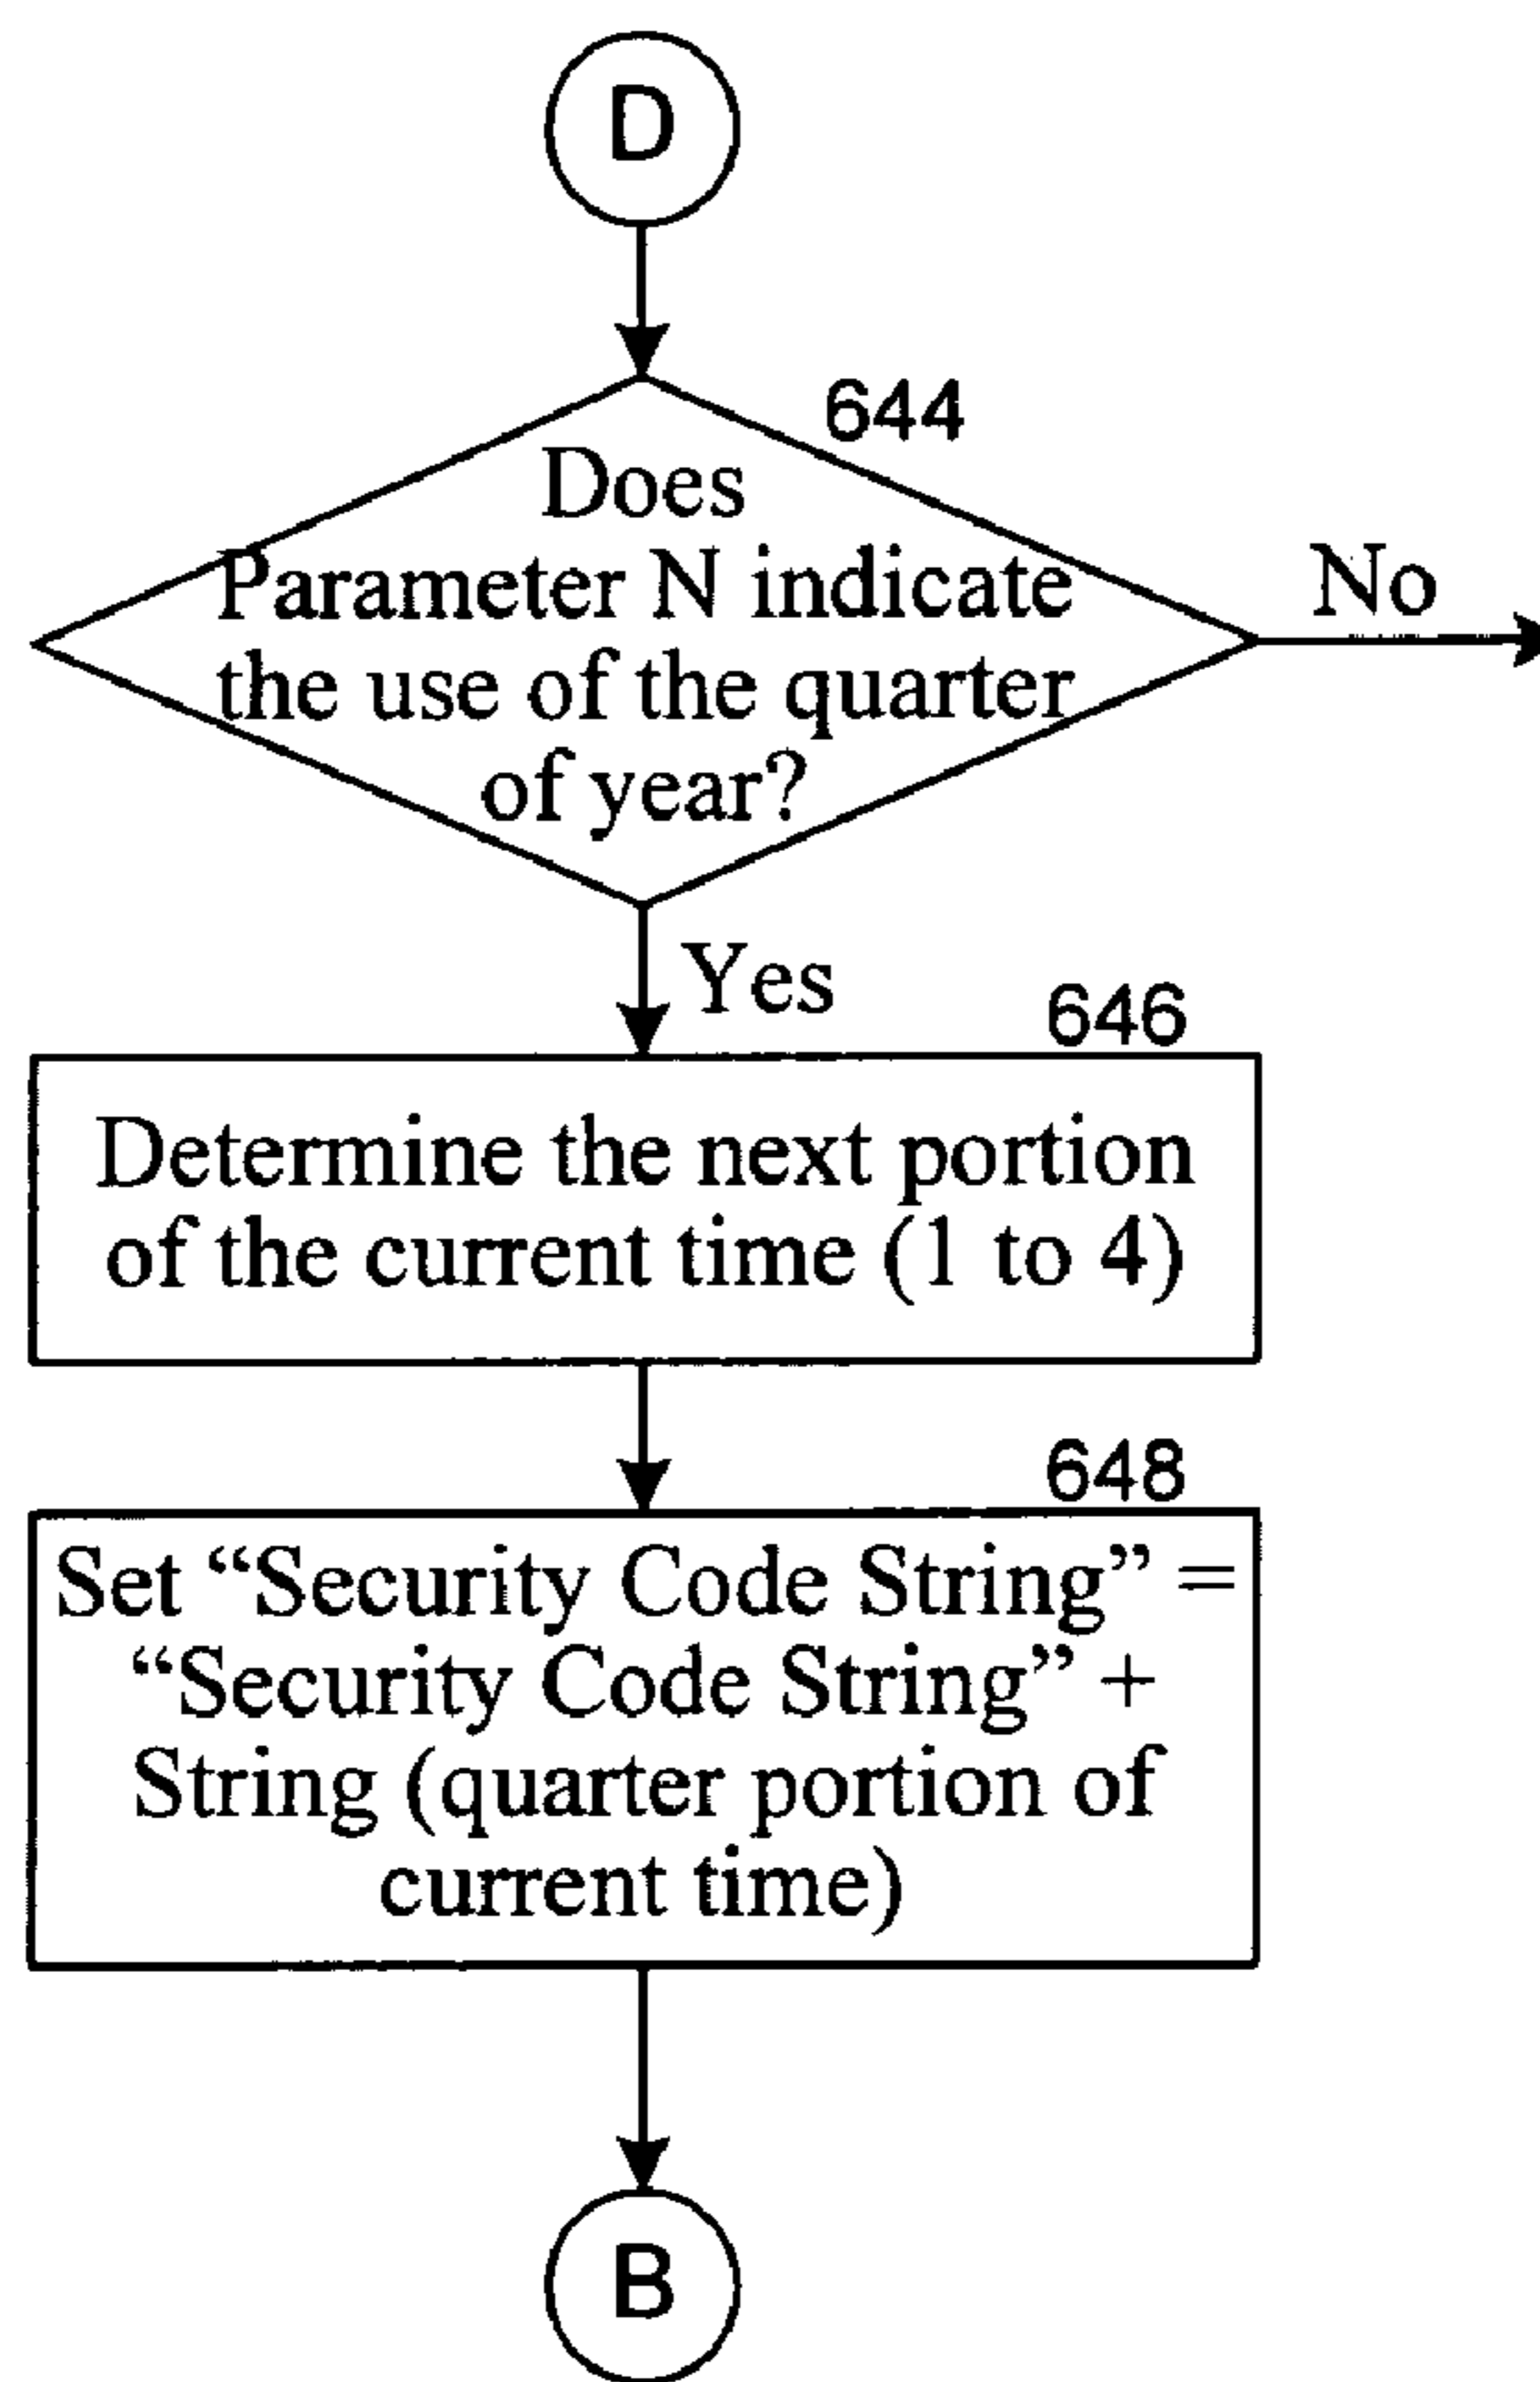 D
644
Does
Parameter N indicate
the use of the quarter
of year?
No
Yes
646
Determine the next portion
of the current time (1 to 4)
648
Set “Security Code String” =
“Security Code String” +
String (quarter portion of
current time)
B